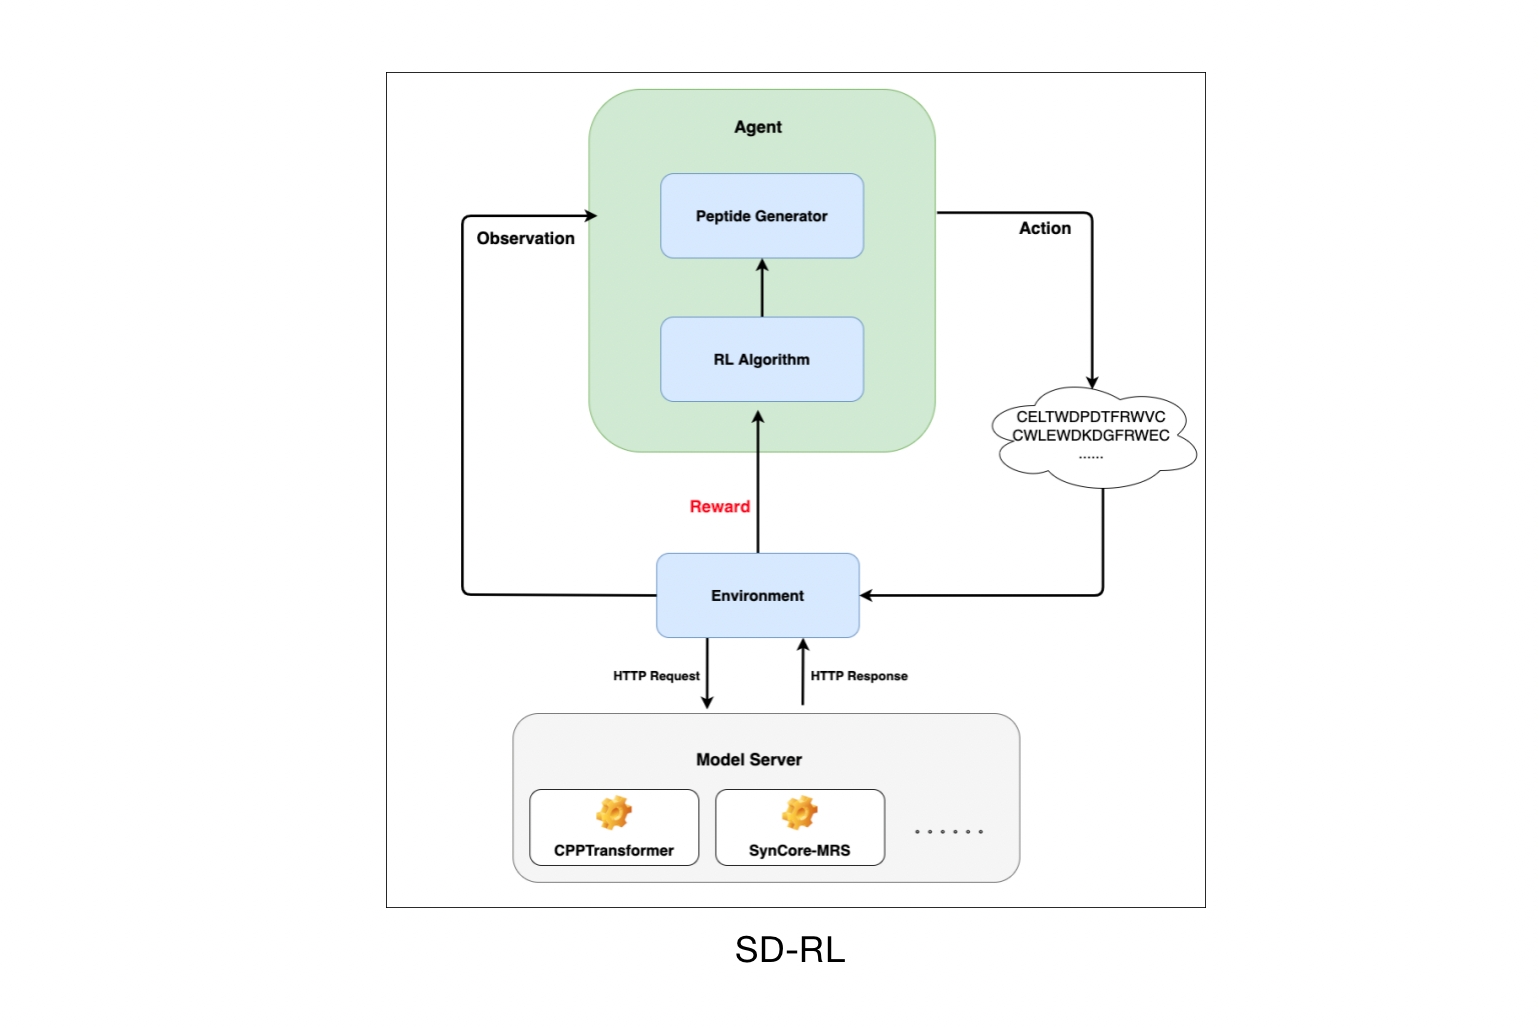 Agent
Peptide Generator
Observation
Action
RL Algorithm
CELTWDPDTFRWVC
CWLEWDKDGFRWEC
......
Reward
Environment
HTTP Request
HTTP Response
Model Server
CPPTransformer
SynCore-MRS
......
SD-RL